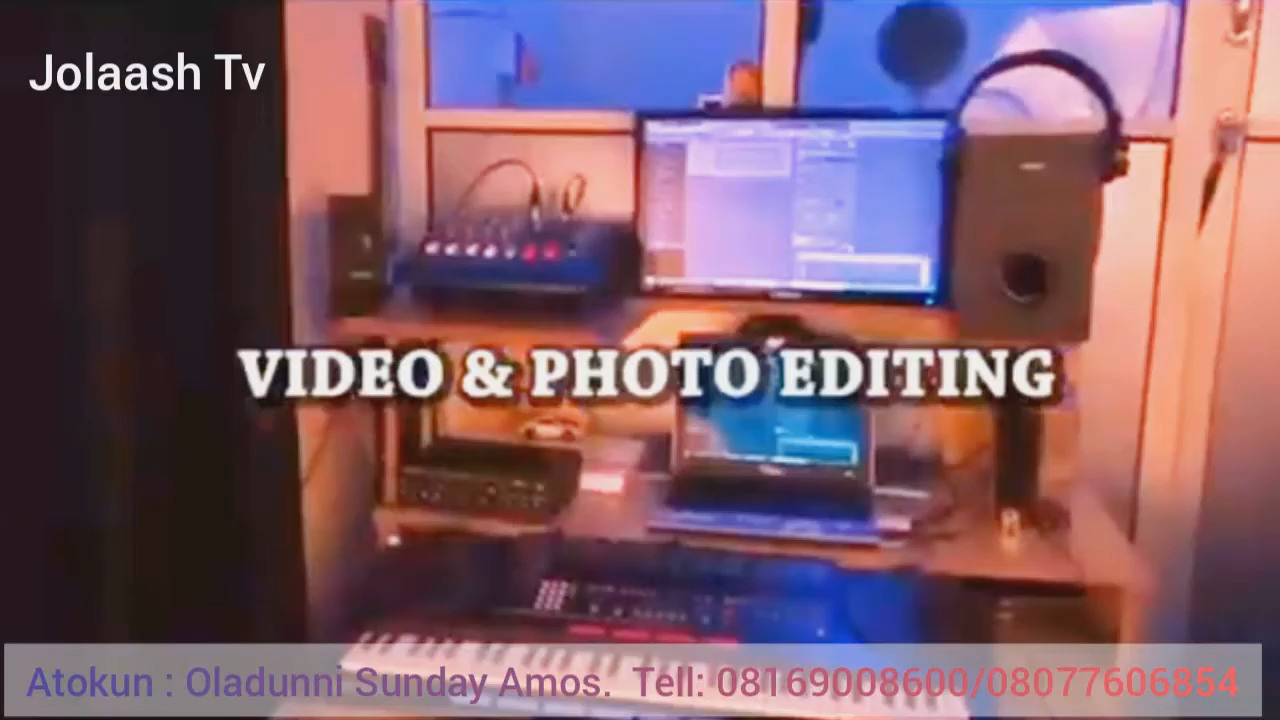 Jolaash Tv
VIDEO & PHOTO EDITING
Atokun : Oladunni Sunday Amos. Tell: 08169008600/08077606854